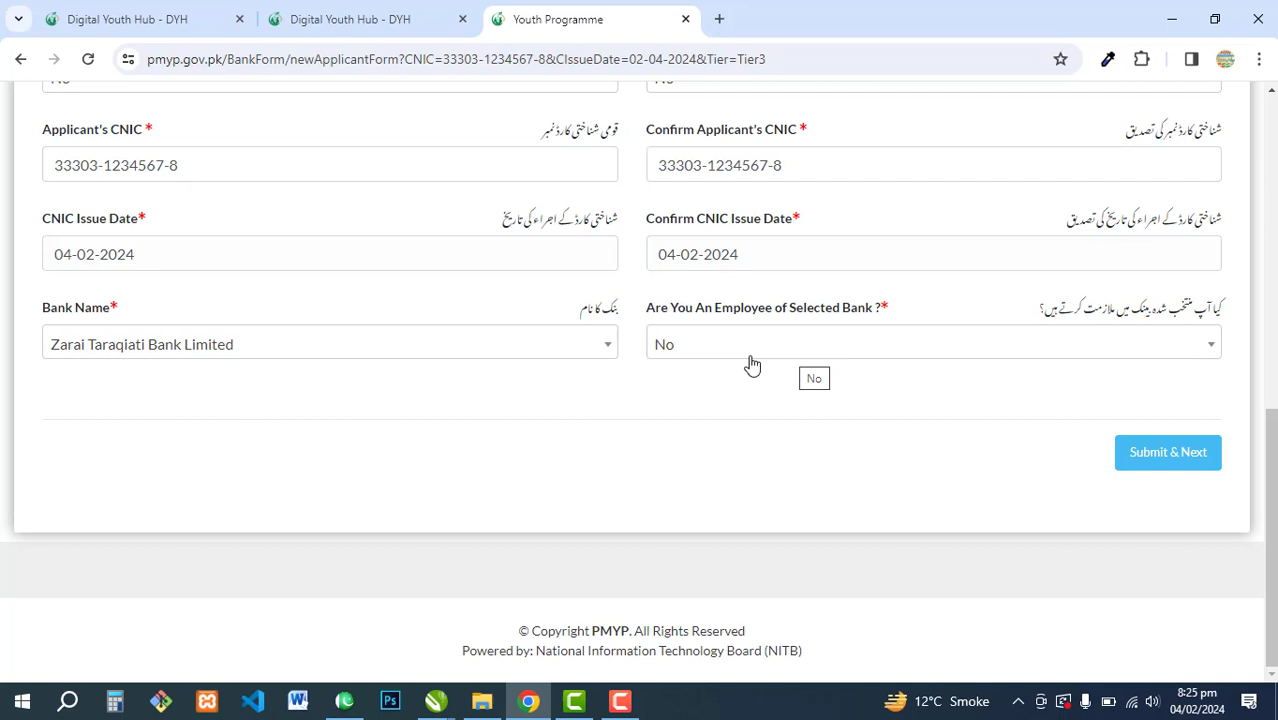 Digital Youth Hub - DYH
Digital Youth Hub - DYH
Youth Programme
pmyp.gov.pk/BankForm/newApplicantForm?CNIC=33303-1234567-8&CIssueDate=02-04-2024&Tier=Tier3
Applicant's CNIC * قومی شناختی کارڈ نمبر
Confirm Applicant's CNIC * شناختی کارڈ نمبر کی تصدیق
33303-1234567-8
33303-1234567-8
CNIC Issue Date* شناختی کارڈ کے اجراء کی تاریخ
Confirm CNIC Issue Date* شناختی کارڈ کے اجراء کی تاریخ کی تصدیق
04-02-2024
04-02-2024
Bank Name* بنک کا نام
Are You An Employee of Selected Bank ?* کیا آپ منتخب شدہ بینک میں ملازمت کرتے ہیں؟
Zarai Taraqiati Bank Limited
No
No
Submit & Next
© Copyright PMYP. All Rights Reserved
Powered by: National Information Technology Board (NITB)
12°C Smoke
8:25 pm
04/02/2024